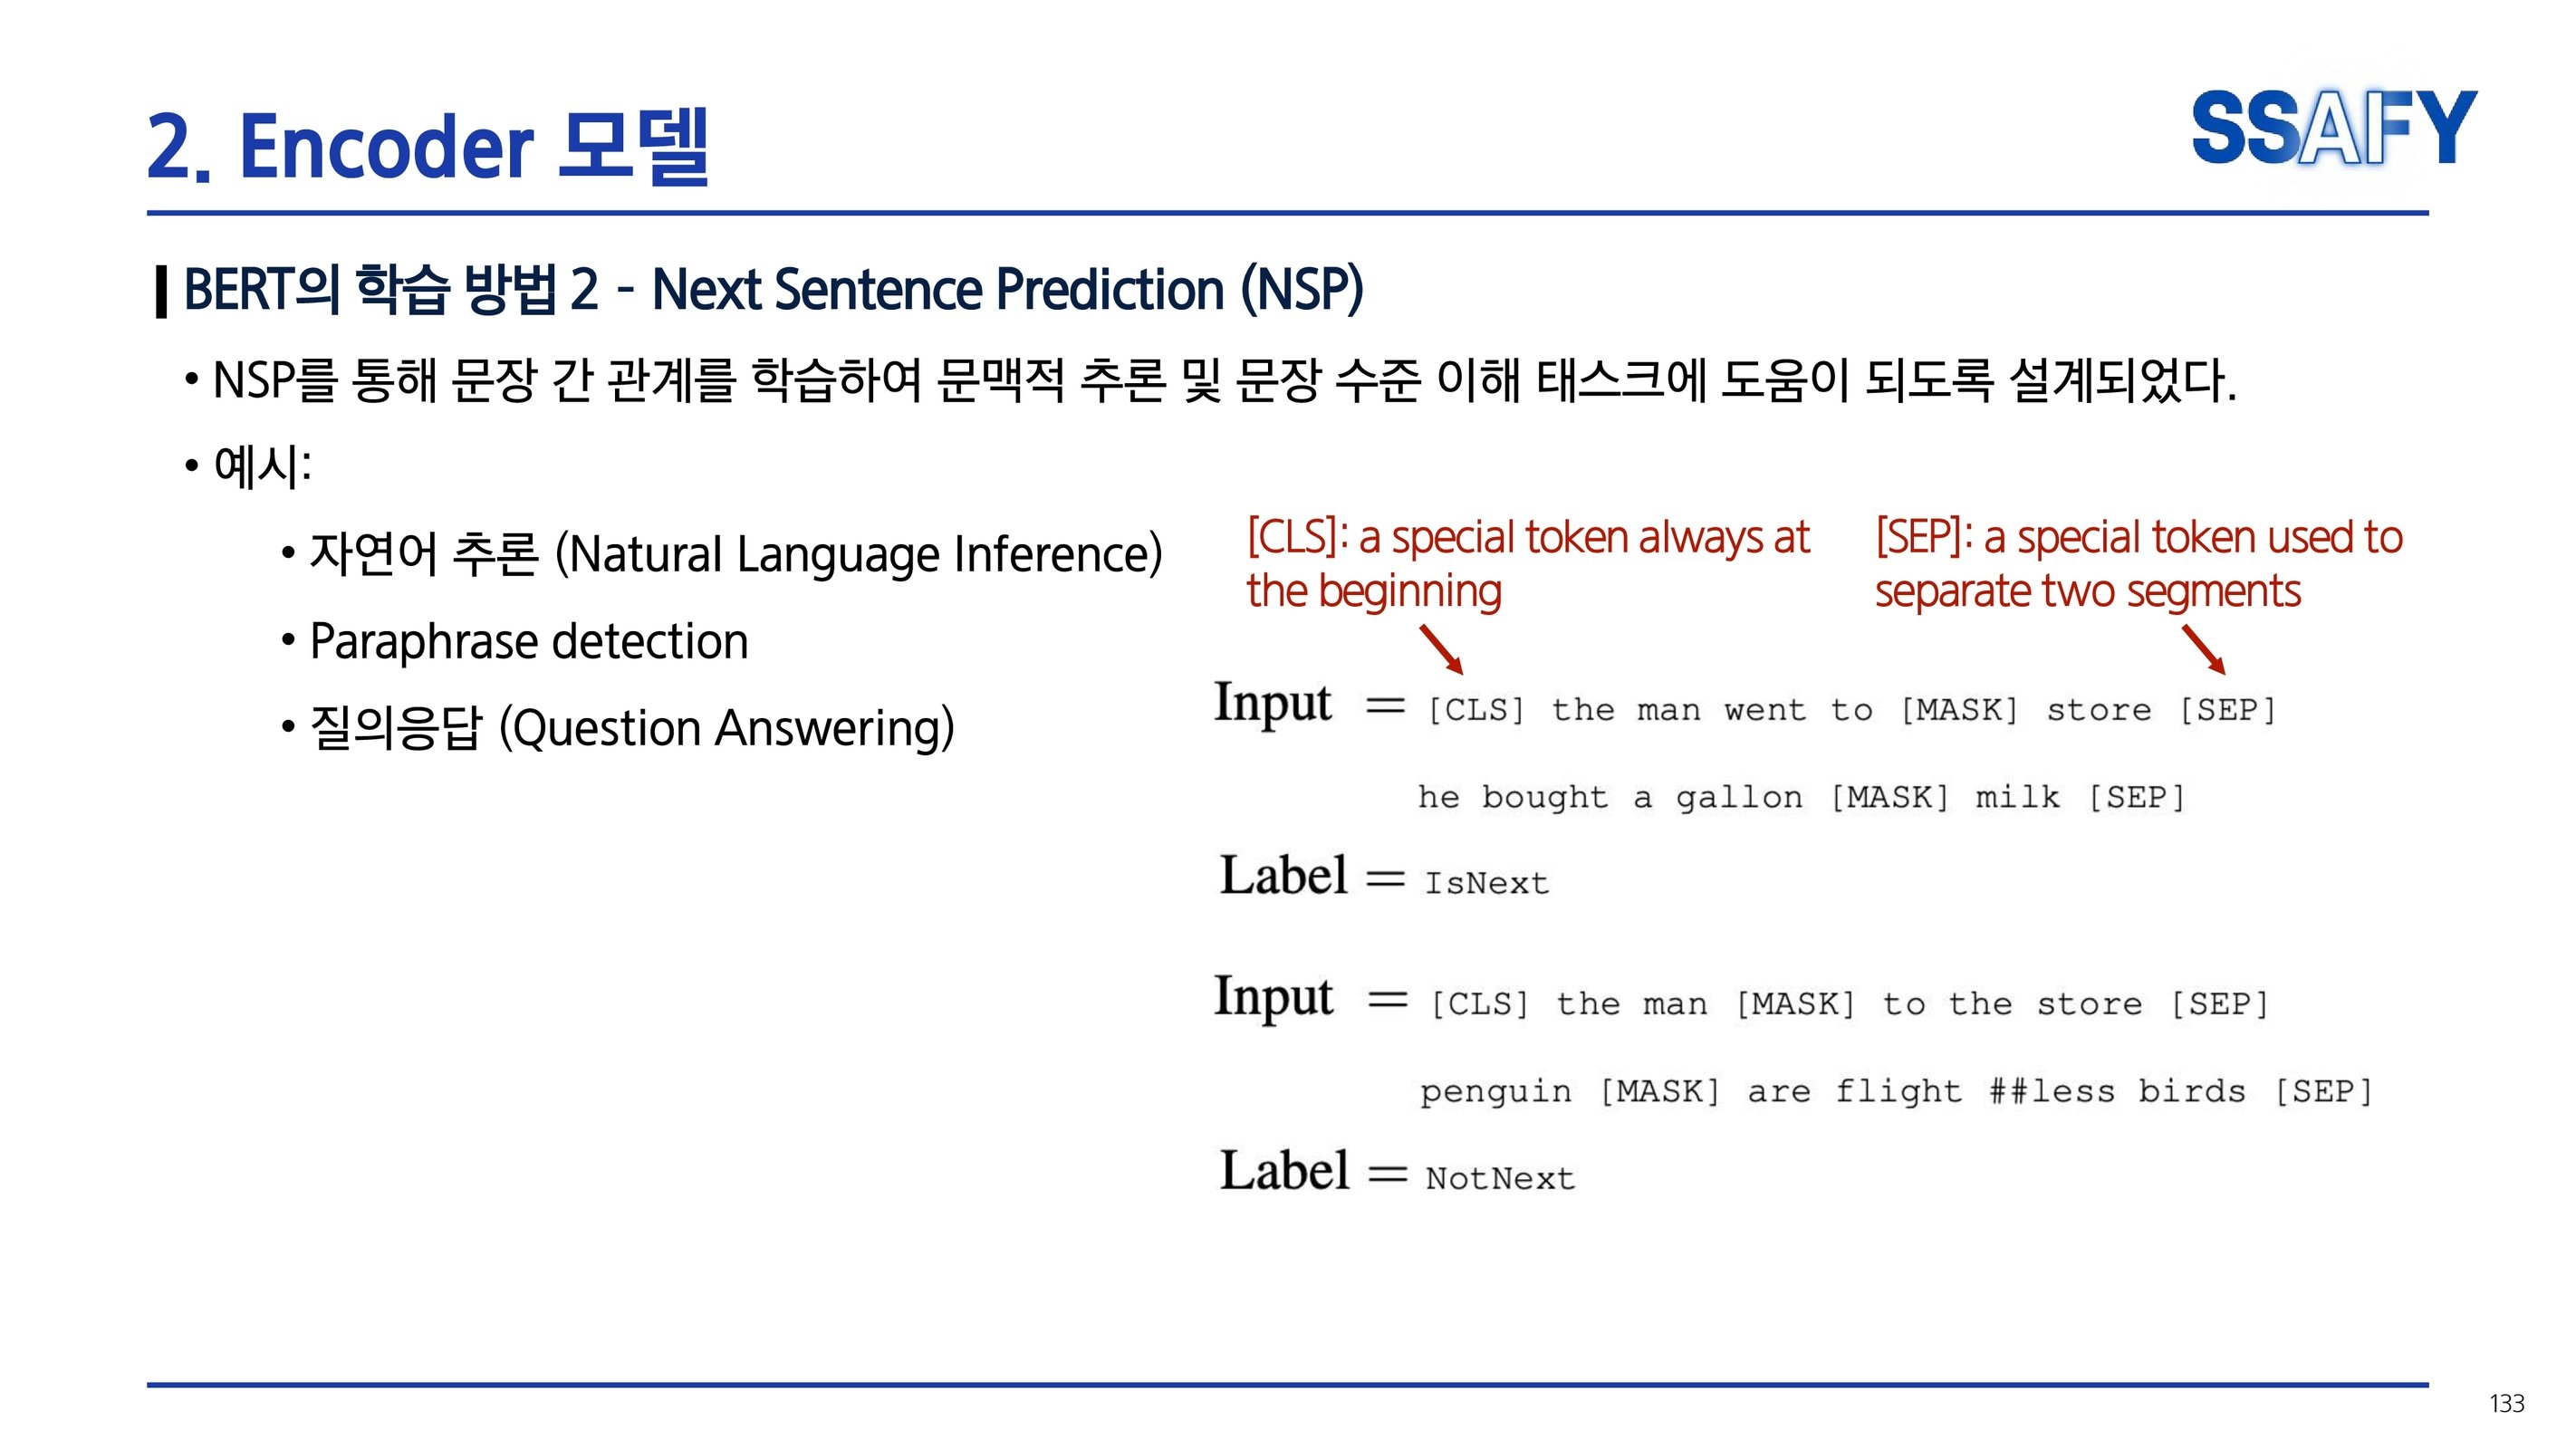 2. Encoder 모델
SSAFY
BERT의 학습 방법 2 - Next Sentence Prediction (NSP)
• NSP를 통해 문장 간 관계를 학습하여 문맥적 추론 및 문장 수준 이해 태스크에 도움이 되도록 설계되었다.
• 예시:
• 자연어 추론 (Natural Language Inference)
• Paraphrase detection
• 질의응답 (Question Answering)
[CLS]: a special token always at
the beginning
[SEP]: a special token used to
separate two segments
Input = [CLS] the man went to [MASK] store [SEP]
he bought a gallon [MASK] milk [SEP]
Label = IsNext
Input = [CLS] the man [MASK] to the store [SEP]
penguin [MASK] are flight ##less birds [SEP]
Label = NotNext
133